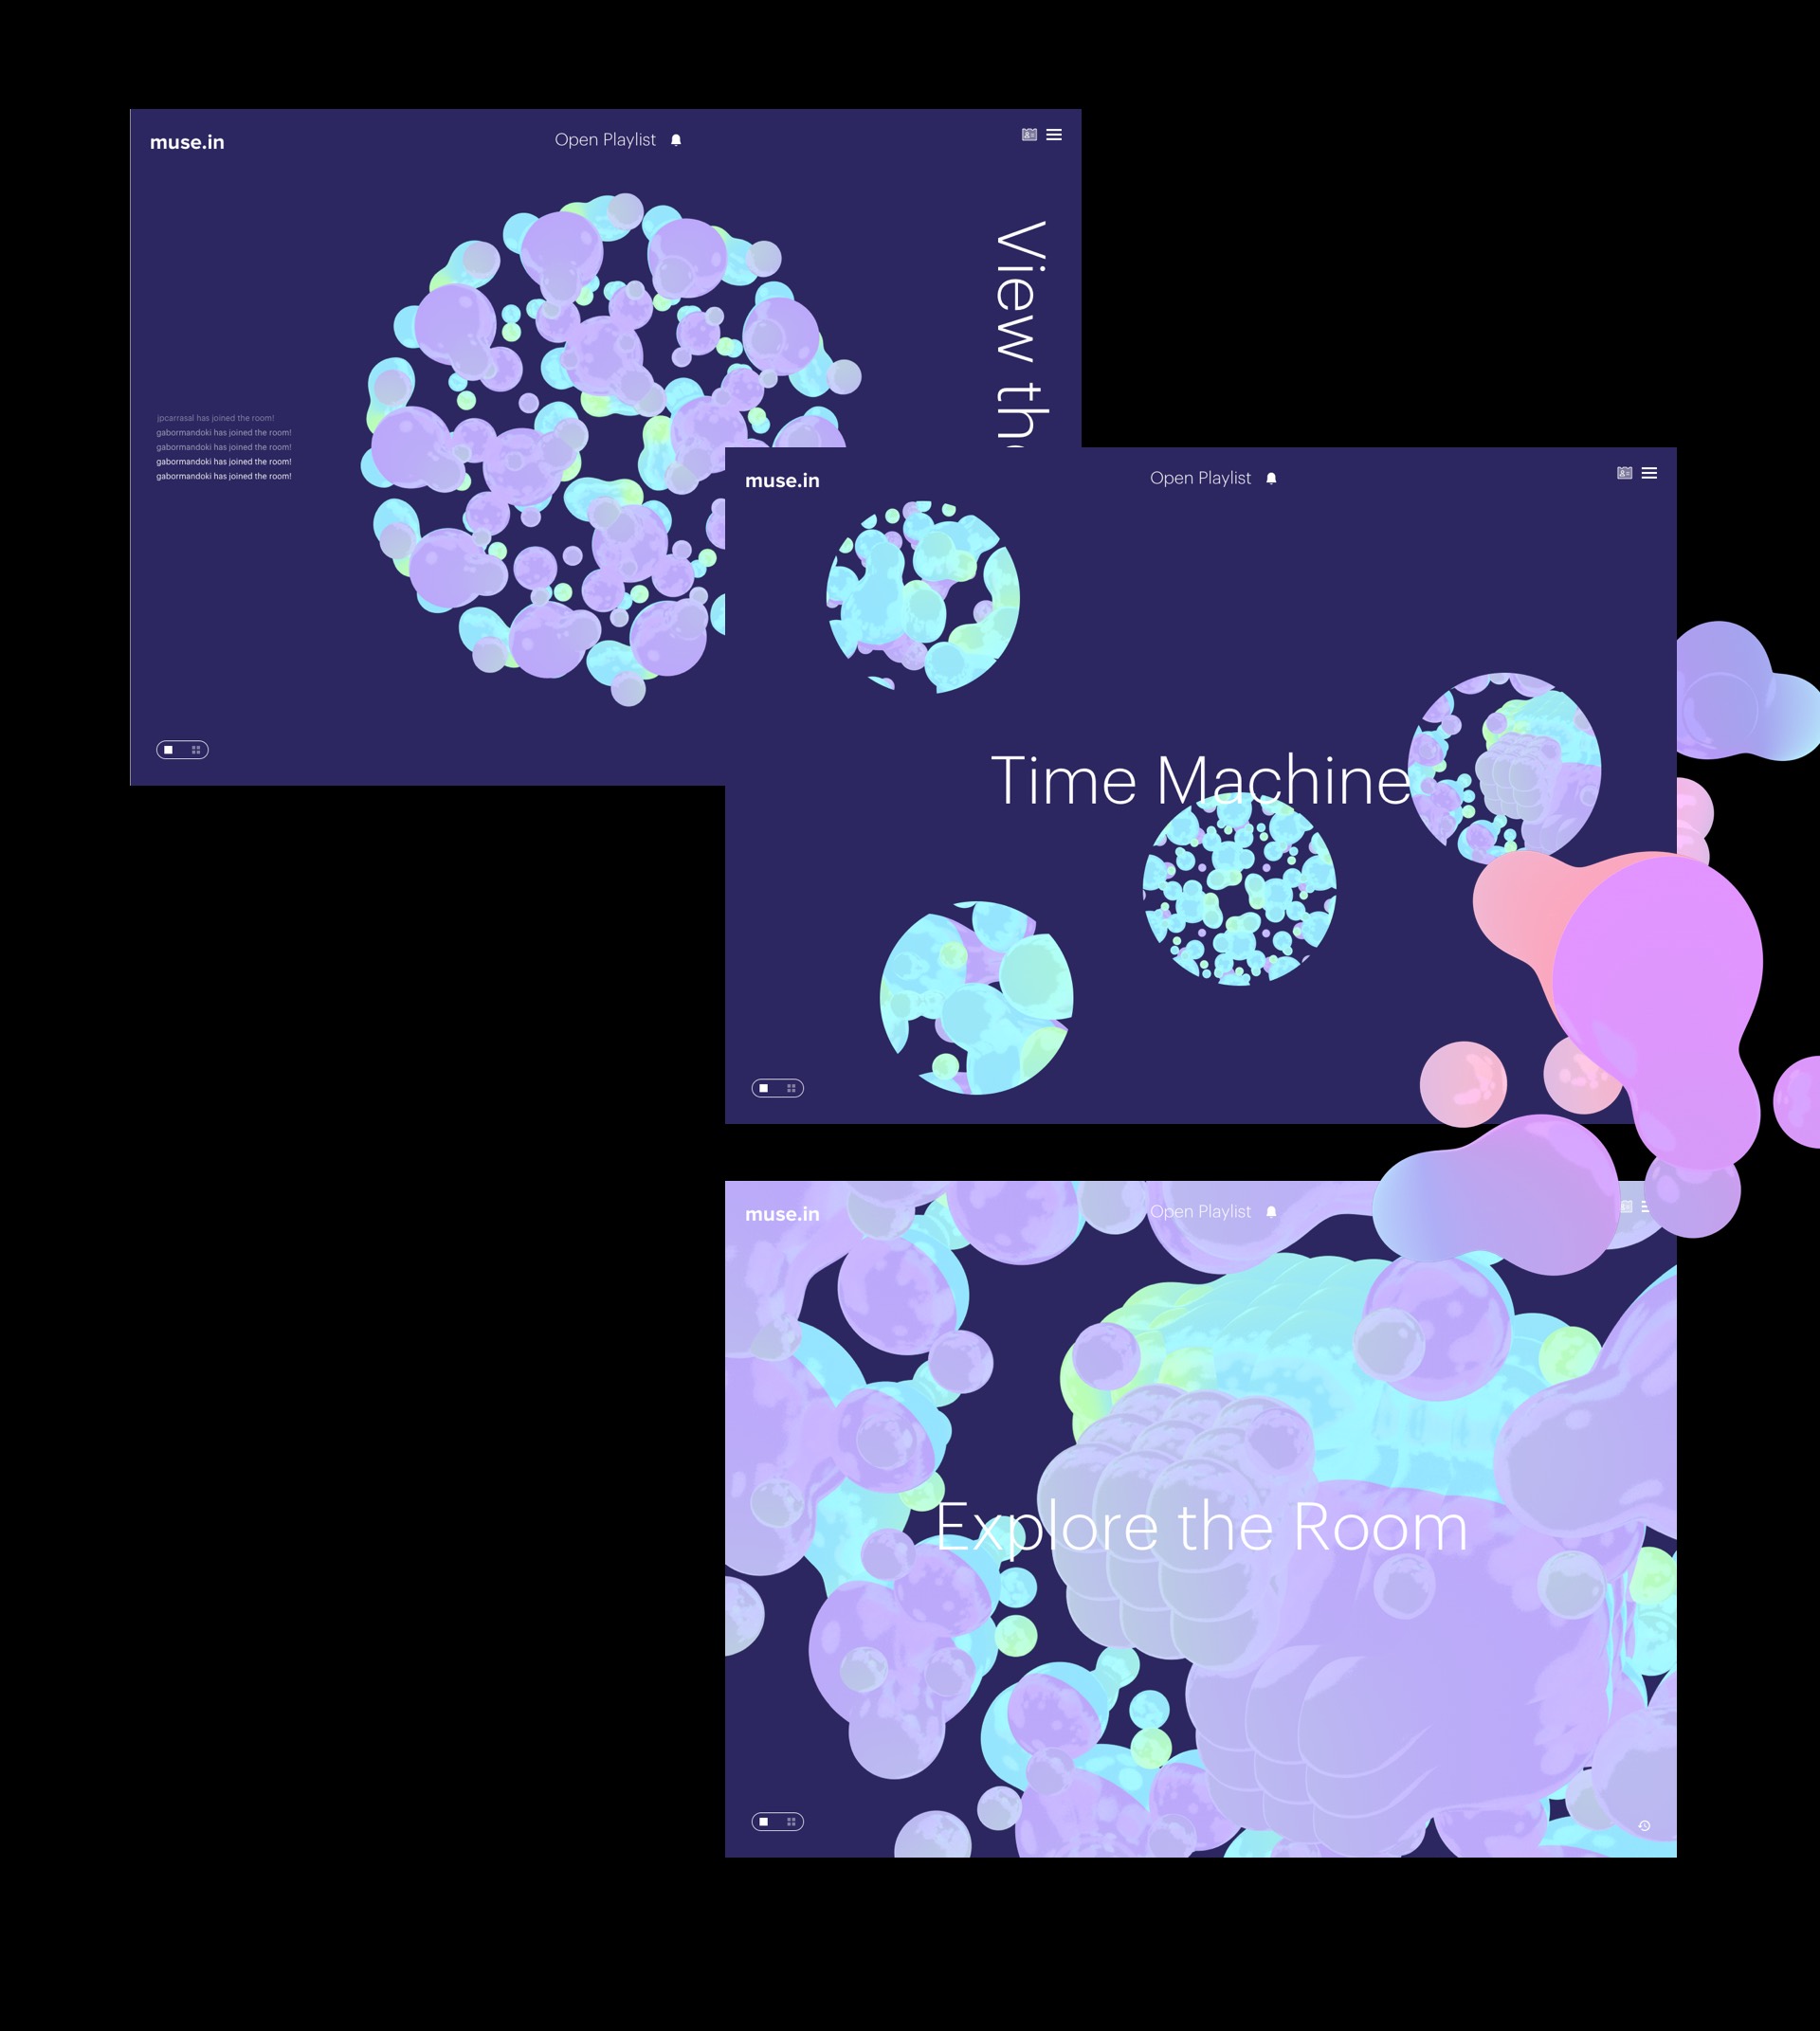 muse.in
Open Playlist
View the
jpcarrasal has joined the room!
gabormandoki has joined the room!
gabormandoki has joined the room!
gabormandoki has joined the room!
gabormandoki has joined the room!
muse.in
Open Playlist
Time Machine
muse.in
Open Playlist
Explore the Room